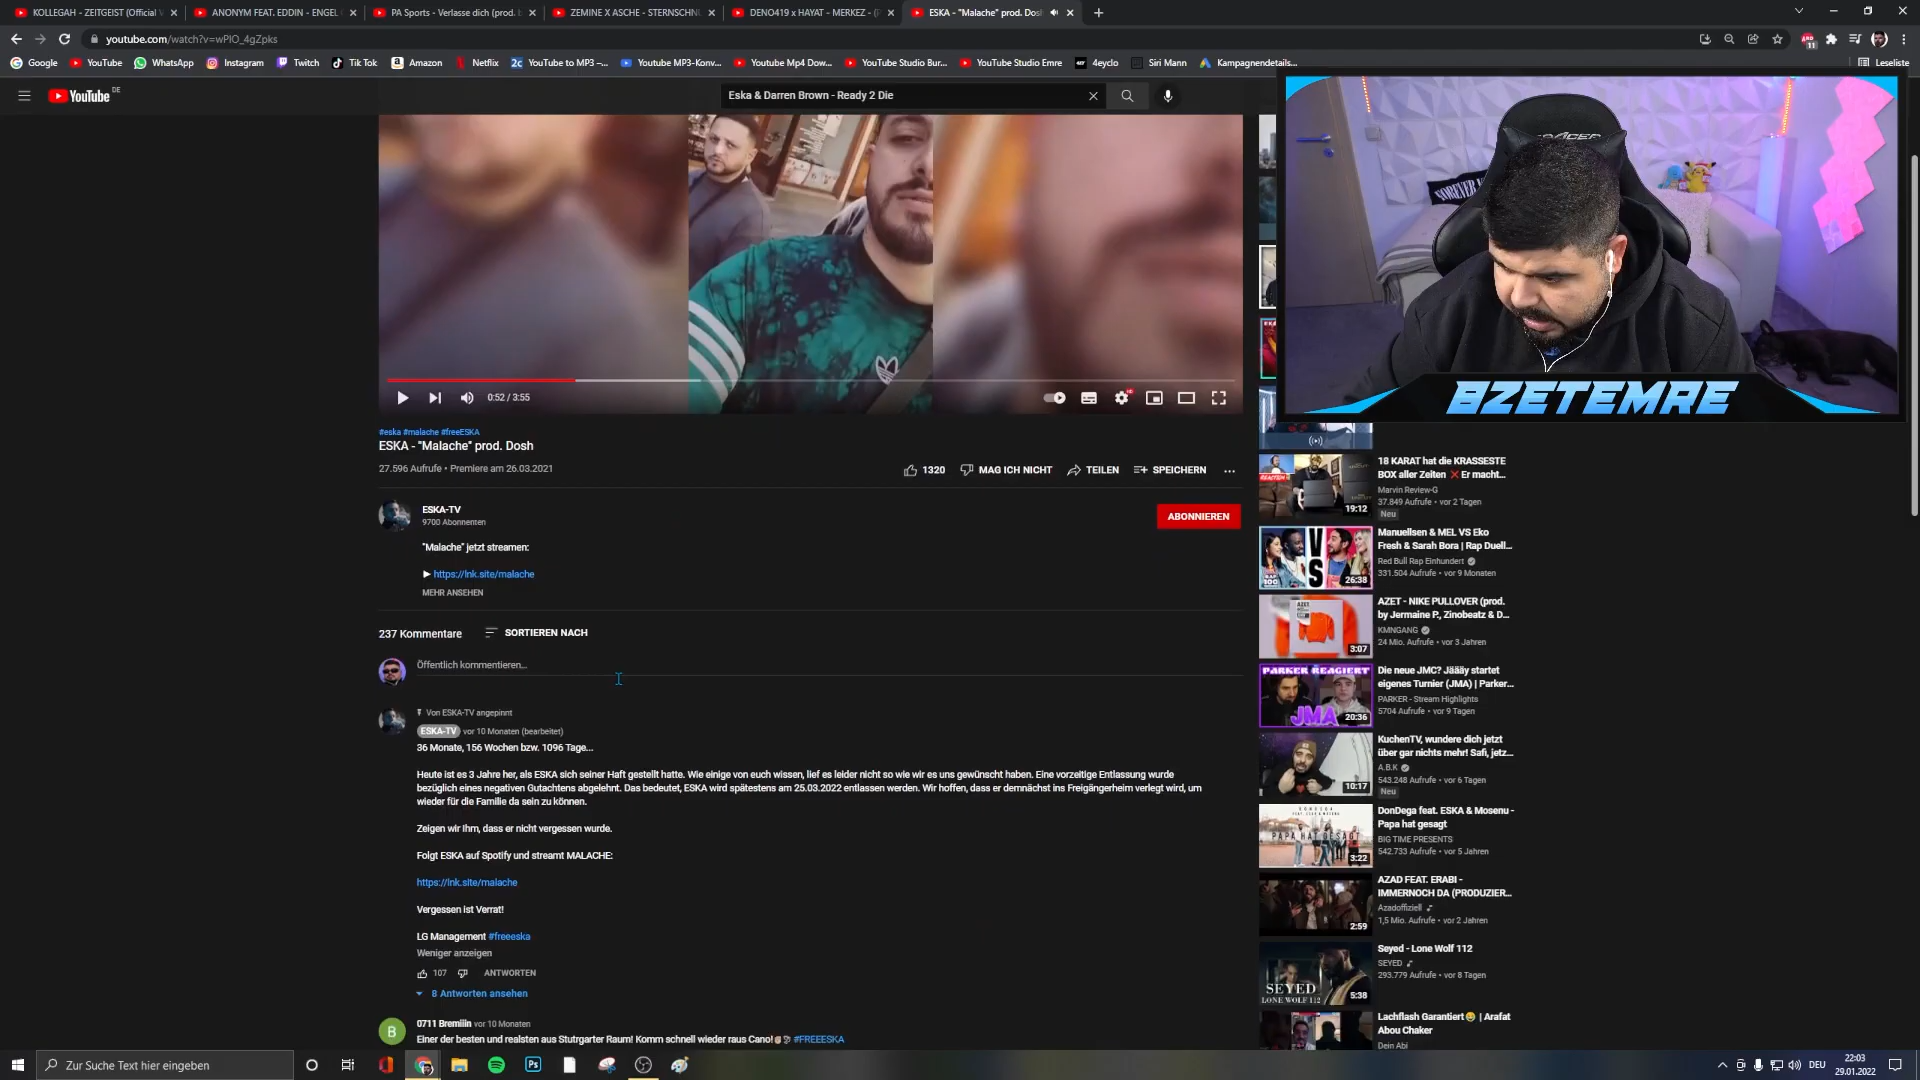 KOLLEGAH - ZEITGEIST (Official V
ANONYM FEAT. EDDIN - ENGEL
PA Sports - Verlasse dich (prod. b
ZEMINE X ASCHE - STERNSCHN
DENO419 x HAYAT - MERKEZ - (
ESKA - "Malache" prod. Dosh
youtube.com/watch?v=wPlO_4gZpks
11
Google
YouTube
WhatsApp
Instagram
Twitch
Tik Tok
Amazon
Netflix
YouTube to MP3 –...
Youtube MP3-Konv...
Youtube Mp4 Dow...
YouTube Studio Bur...
YouTube Studio Emre
4eyclo
Siri Mann
Kampagnendetails...
Leseliste
YouTube DE
Eska & Darren Brown - Ready 2 Die
FOREVER
BZETEMRE
0:52 / 3:55
#eska #malache #freeESKA
ESKA - "Malache" prod. Dosh
27.596 Aufrufe • Premiere am 26.03.2021
1320
MAG ICH NICHT
TEILEN
SPEICHERN
ESKA-TV
9700 Abonnenten
ABONNIEREN
"Malache" jetzt streamen:
► https://lnk.site/malache
MEHR ANSEHEN
237 Kommentare
SORTIEREN NACH
Öffentlich kommentieren...
Von ESKA-TV angepinnt
ESKA-TV vor 10 Monaten (bearbeitet)
36 Monate, 156 Wochen bzw. 1096 Tage...
Heute ist es 3 Jahre her, als ESKA sich seiner Haft gestellt hatte. Wie einige von euch wissen, lief es leider nicht so wie wir es uns gewünscht haben. Eine vorzeitige Entlassung wurde
bezüglich eines negativen Gutachtens abgelehnt. Das bedeutet, ESKA wird spätestens am 25.03.2022 entlassen werden. Wir hoffen, dass er demnächst ins Freigängerheim verlegt wird, um
wieder für die Familie da sein zu können.
Zeigen wir Ihm, dass er nicht vergessen wurde.
Folgt ESKA auf Spotify und streamt MALACHE:
https://lnk.site/malache
Vergessen ist Verrat!
LG Management #freeeska
Weniger anzeigen
107
ANTWORTEN
8 Antworten ansehen
B
0711 Bremiiin vor 10 Monaten
Einer der besten und realsten aus Stutrgarter Raum! Komm schnell wieder raus Cano! #FREEESKA
18 KARAT hat die KRASSESTE
BOX aller Zeiten ❌ Er macht...
Marvin Review-G
37.849 Aufrufe • vor 2 Tagen
Neu
19:12
Manuellsen & MEL VS Eko
Fresh & Sarah Bora | Rap Duell...
Red Bull Rap Einhundert
331.504 Aufrufe • vor 9 Monaten
VS
26:38
AZET - NIKE PULLOVER (prod.
by Jermaine P., Zinobeatz & D...
KMNGANG
24 Mio. Aufrufe • vor 3 Jahren
3:07
Die neue JMC? Jäääy startet
eigenes Turnier (JMA) | Parker...
PARKER - Stream Highlights
5704 Aufrufe • vor 9 Tagen
PARKER REAGIERT
JMA
20:36
KuchenTV, wundere dich jetzt
über gar nichts mehr! Safi, jetz...
A.B.K
543.248 Aufrufe • vor 6 Tagen
Neu
10:17
DonDega feat. ESKA & Mosenu -
Papa hat gesagt
BIG TIME PRESENTS
542.733 Aufrufe • vor 5 Jahren
PAPA HAT GESAGT
3:22
AZAD FEAT. ERABI -
IMMERNOCH DA (PRODUZIER...
Azadoffiziell
1,5 Mio. Aufrufe • vor 2 Jahren
2:59
Seyed - Lone Wolf 112
SEYED
293.779 Aufrufe • vor 8 Tagen
SEYED
LONE WOLF 112
5:38
Lachflash Garantiert😂 | Arafat
Abou Chaker
Dein Abi
Zur Suche Text hier eingeben
Ps
DEU
22:03
29.01.2022